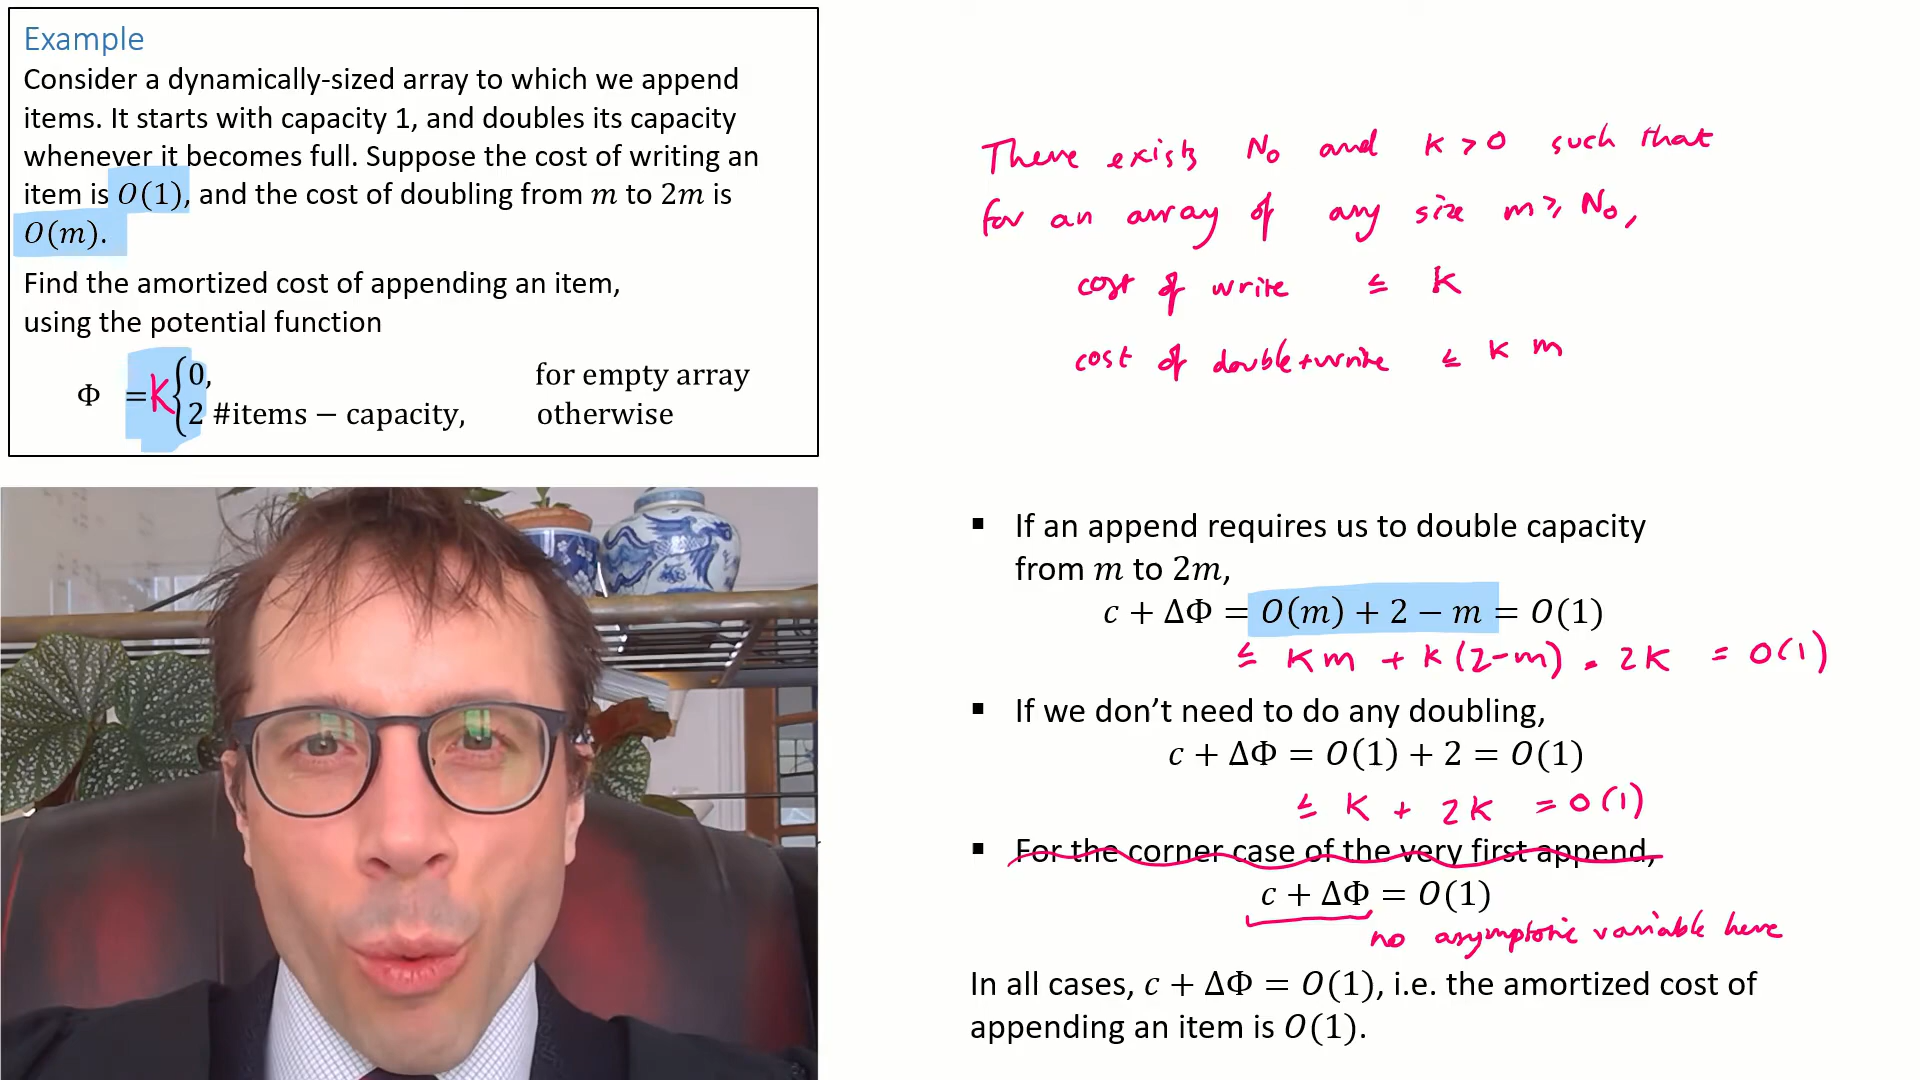 Example
Consider a dynamically-sized array to which we append
items. It starts with capacity 1, and doubles its capacity
whenever it becomes full. Suppose the cost of writing an
item is O(1), and the cost of doubling from m to 2m is
O(m).
Find the amortized cost of appending an item,
using the potential function
Φ = K { 0, for empty array
2 #items − capacity, otherwise
There exists N₀ and K > 0 such that
for an array of any size m ≥ N₀,
cost of write ≤ K
cost of double+write ≤ K m
▪ If an append requires us to double capacity
from m to 2m,
c + ΔΦ = O(m) + 2 − m = O(1)
≤ Km + K(2-m) = 2K = O(1)
▪ If we don’t need to do any doubling,
c + ΔΦ = O(1) + 2 = O(1)
≤ K + 2K = O(1)
▪ For the corner case of the very first append,
c + ΔΦ = O(1)
no asymptotic variable here
In all cases, c + ΔΦ = O(1), i.e. the amortized cost of
appending an item is O(1).